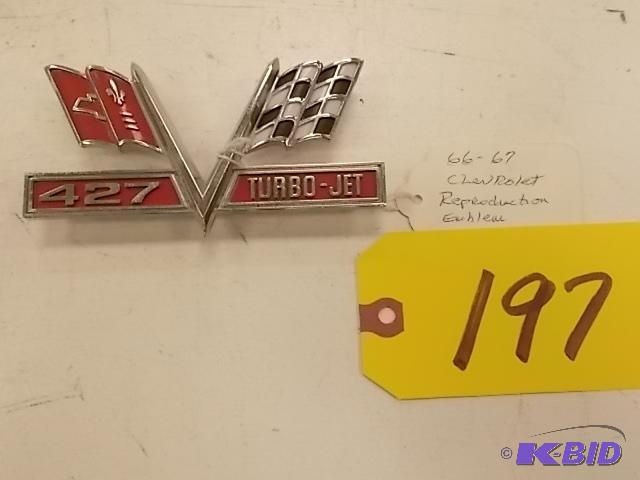 427
TURBO-JET
66-67
Chevrolet
Reproduction
Emblem
197
© K-BID